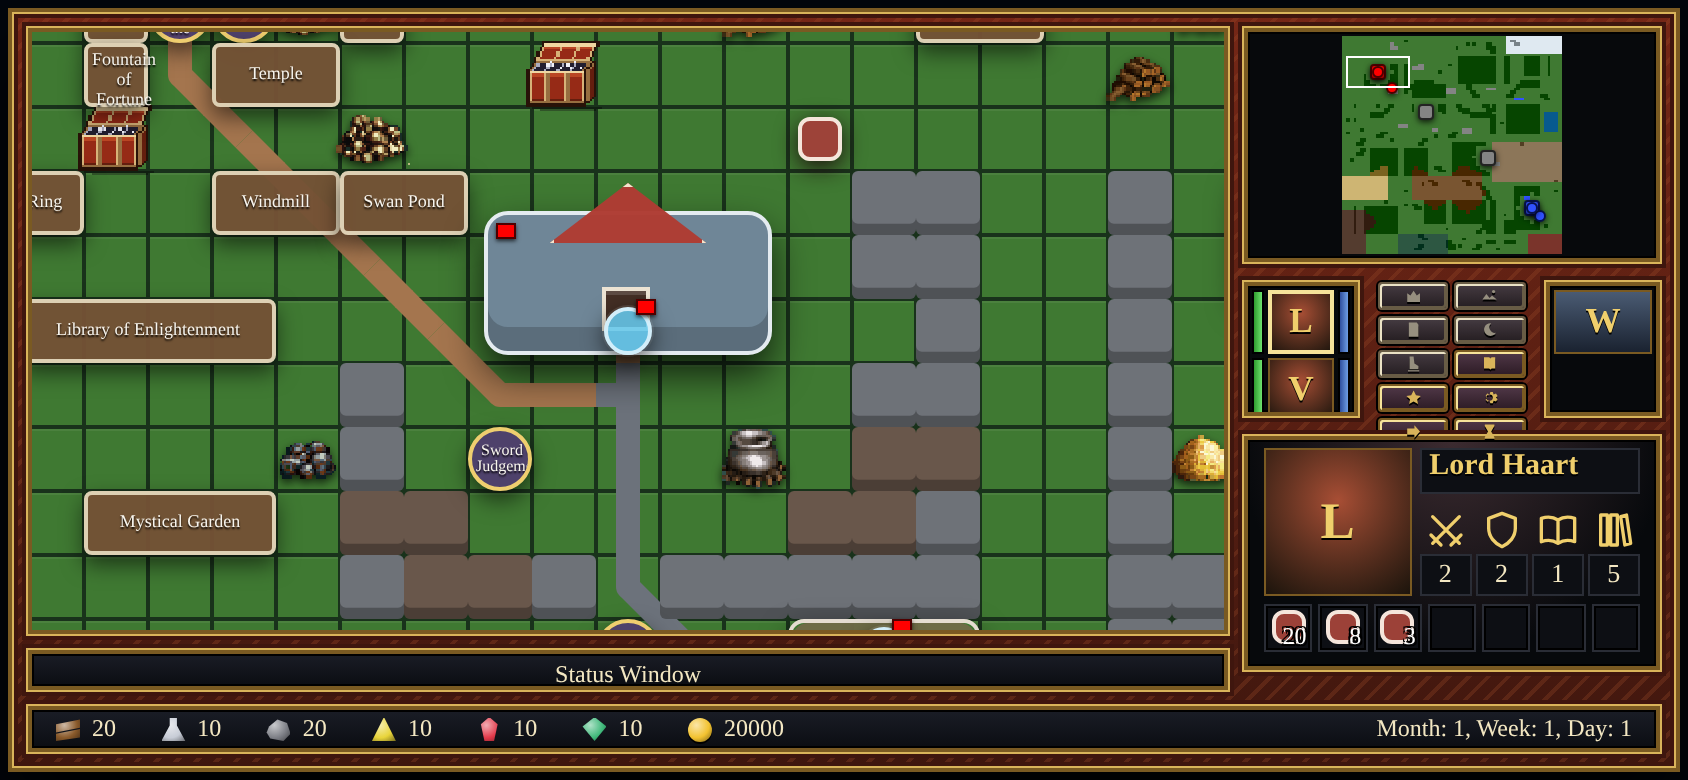 Fountain
of
Fortune
Temple
Ring
Windmill
Swan Pond
Library of Enlightenment
Sword
Judgem
Mystical Garden
L
V
W
Lord Haart
L
2 2 1 5
20 8 3
Status Window
20 10 20 10 10 10 20000
Month: 1, Week: 1, Day: 1